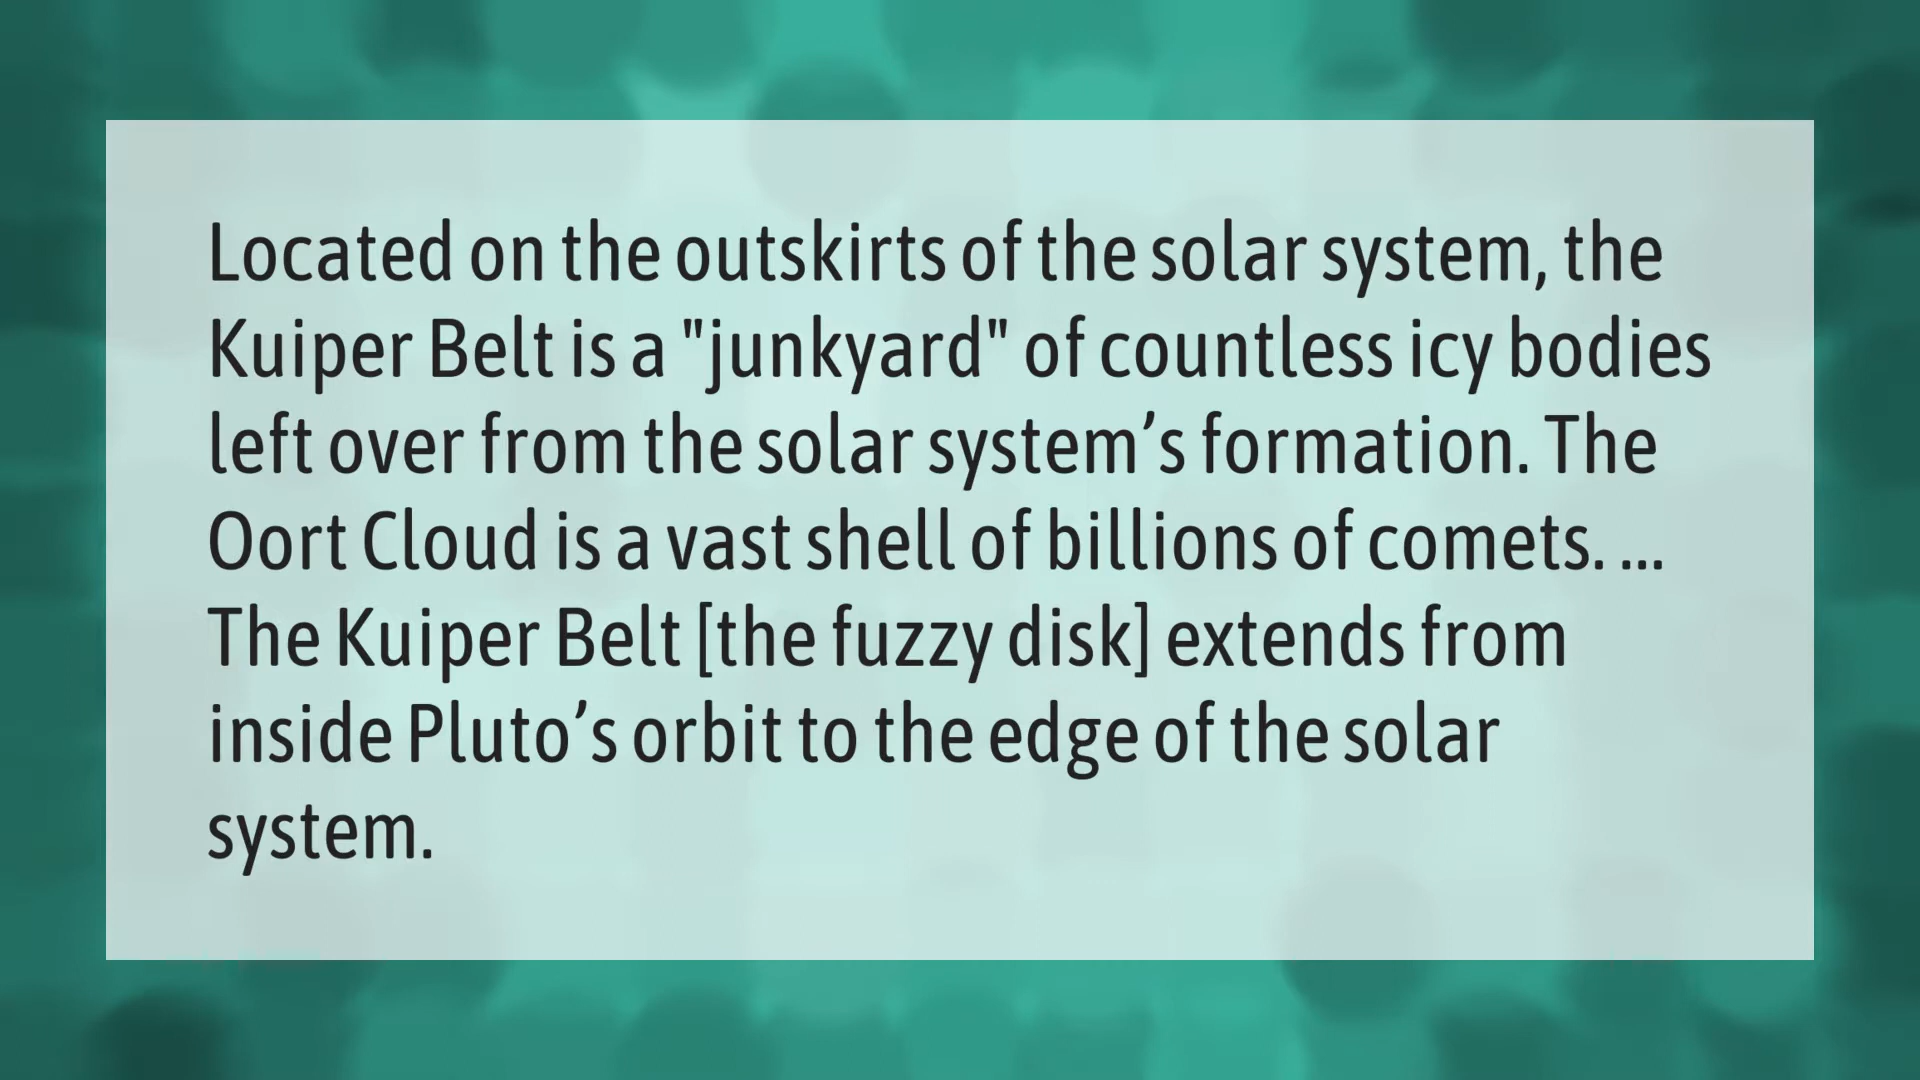 Located on the outskirts of the solar system, the
Kuiper Belt is a "junkyard" of countless icy bodies
left over from the solar system’s formation. The
Oort Cloud is a vast shell of billions of comets. ...
The Kuiper Belt [the fuzzy disk] extends from
inside Pluto’s orbit to the edge of the solar
system.